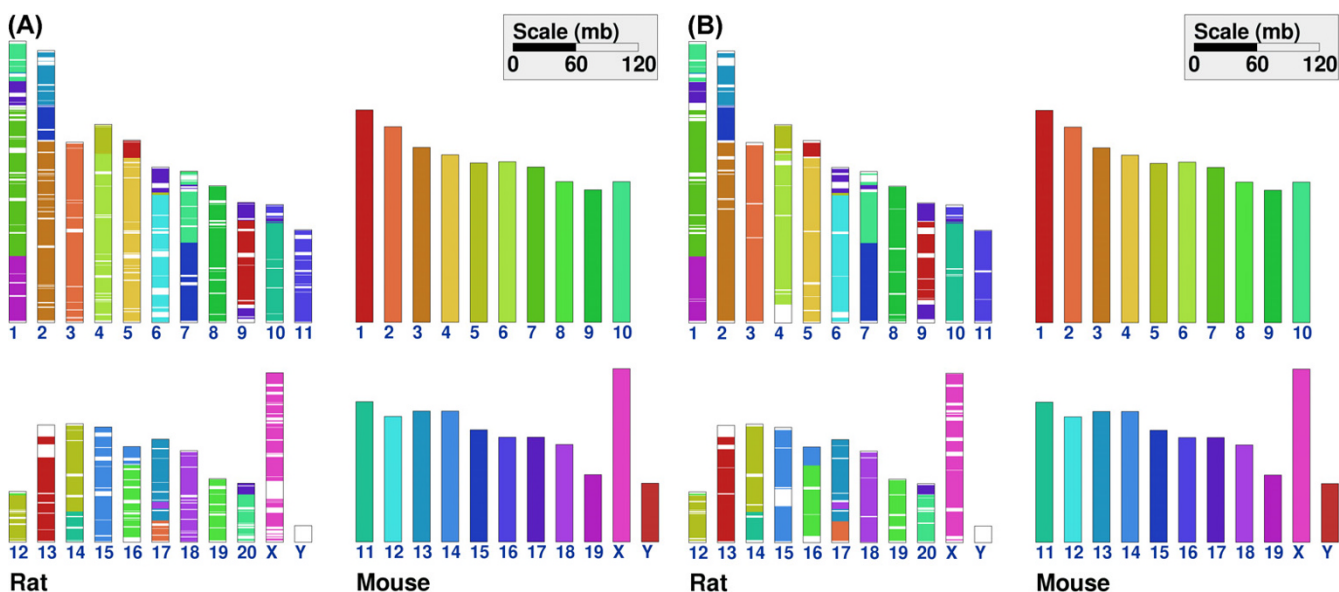 (A)
Scale (mb)
0 60 120
1 2 3 4 5 6 7 8 9 10 11
1 2 3 4 5 6 7 8 9 10
12 13 14 15 16 17 18 19 20 X Y
11 12 13 14 15 16 17 18 19 X Y
Rat
Mouse
(B)
Scale (mb)
0 60 120
1 2 3 4 5 6 7 8 9 10 11
1 2 3 4 5 6 7 8 9 10
12 13 14 15 16 17 18 19 20 X Y
11 12 13 14 15 16 17 18 19 X Y
Rat
Mouse